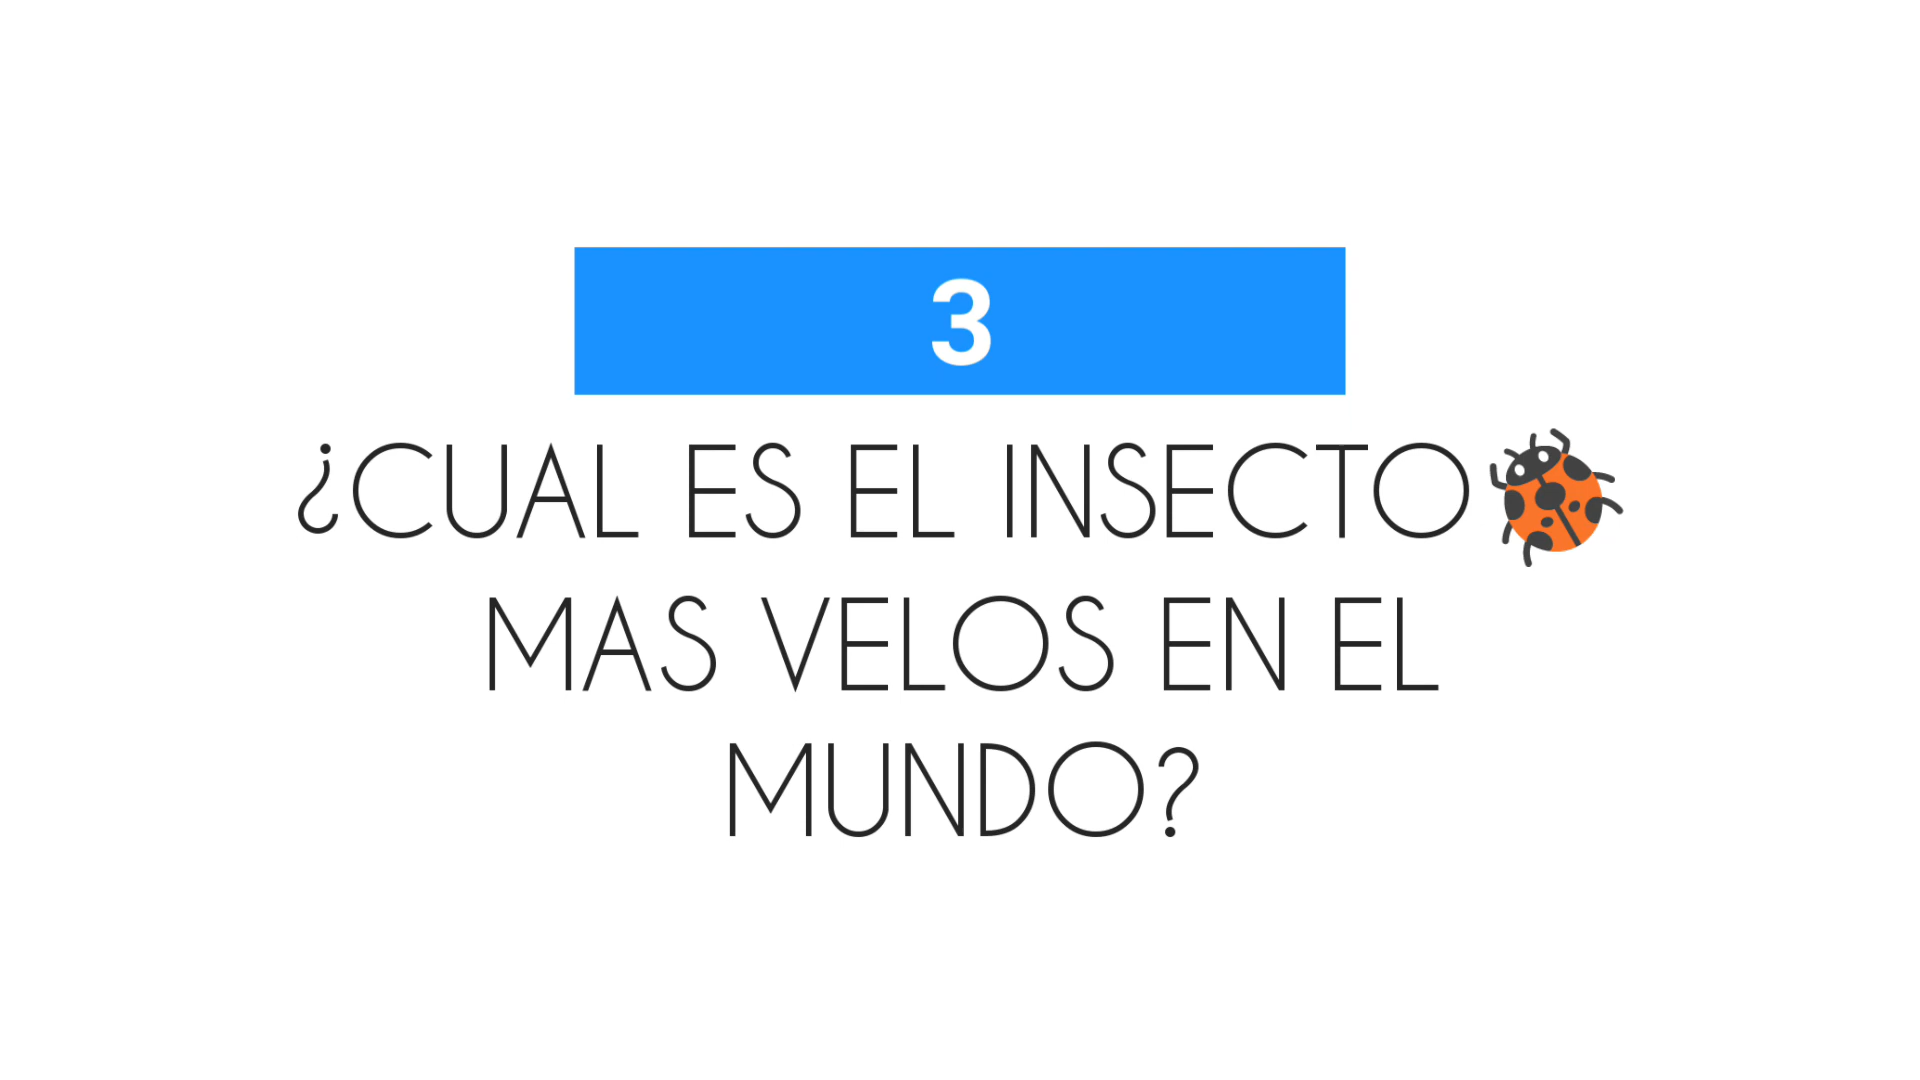 3
¿CUAL ES EL INSECTO🐞
MAS VELOS EN EL
MUNDO?